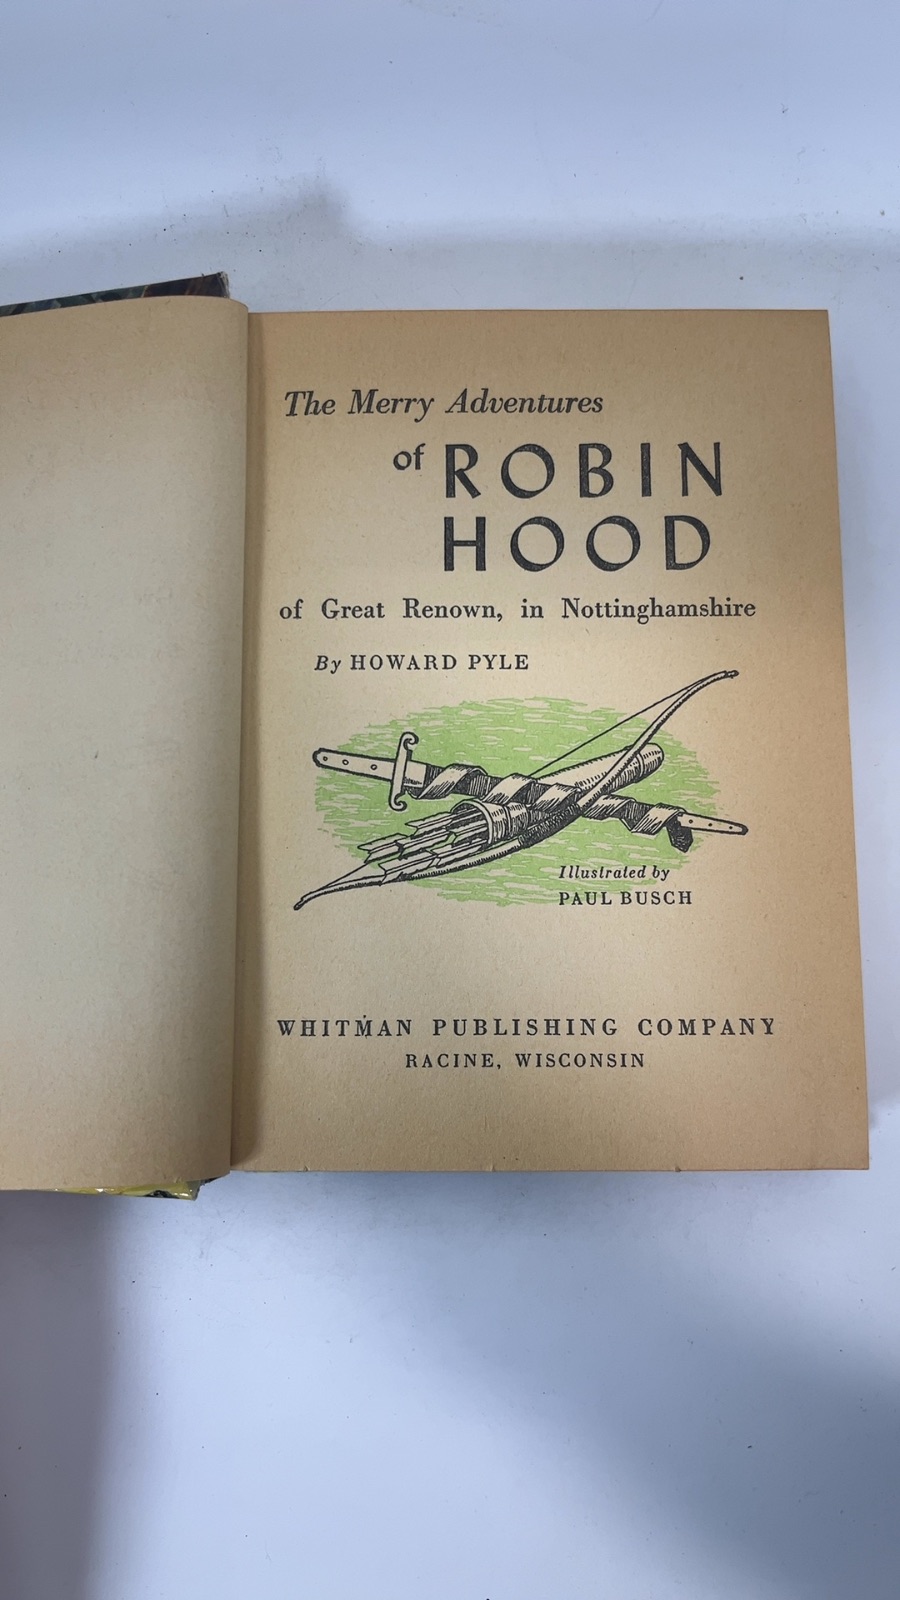 The Merry Adventures
of ROBIN
HOOD
of Great Renown, in Nottinghamshire
By HOWARD PYLE
Illustrated by
PAUL BUSCH
WHITMAN PUBLISHING COMPANY
RACINE, WISCONSIN